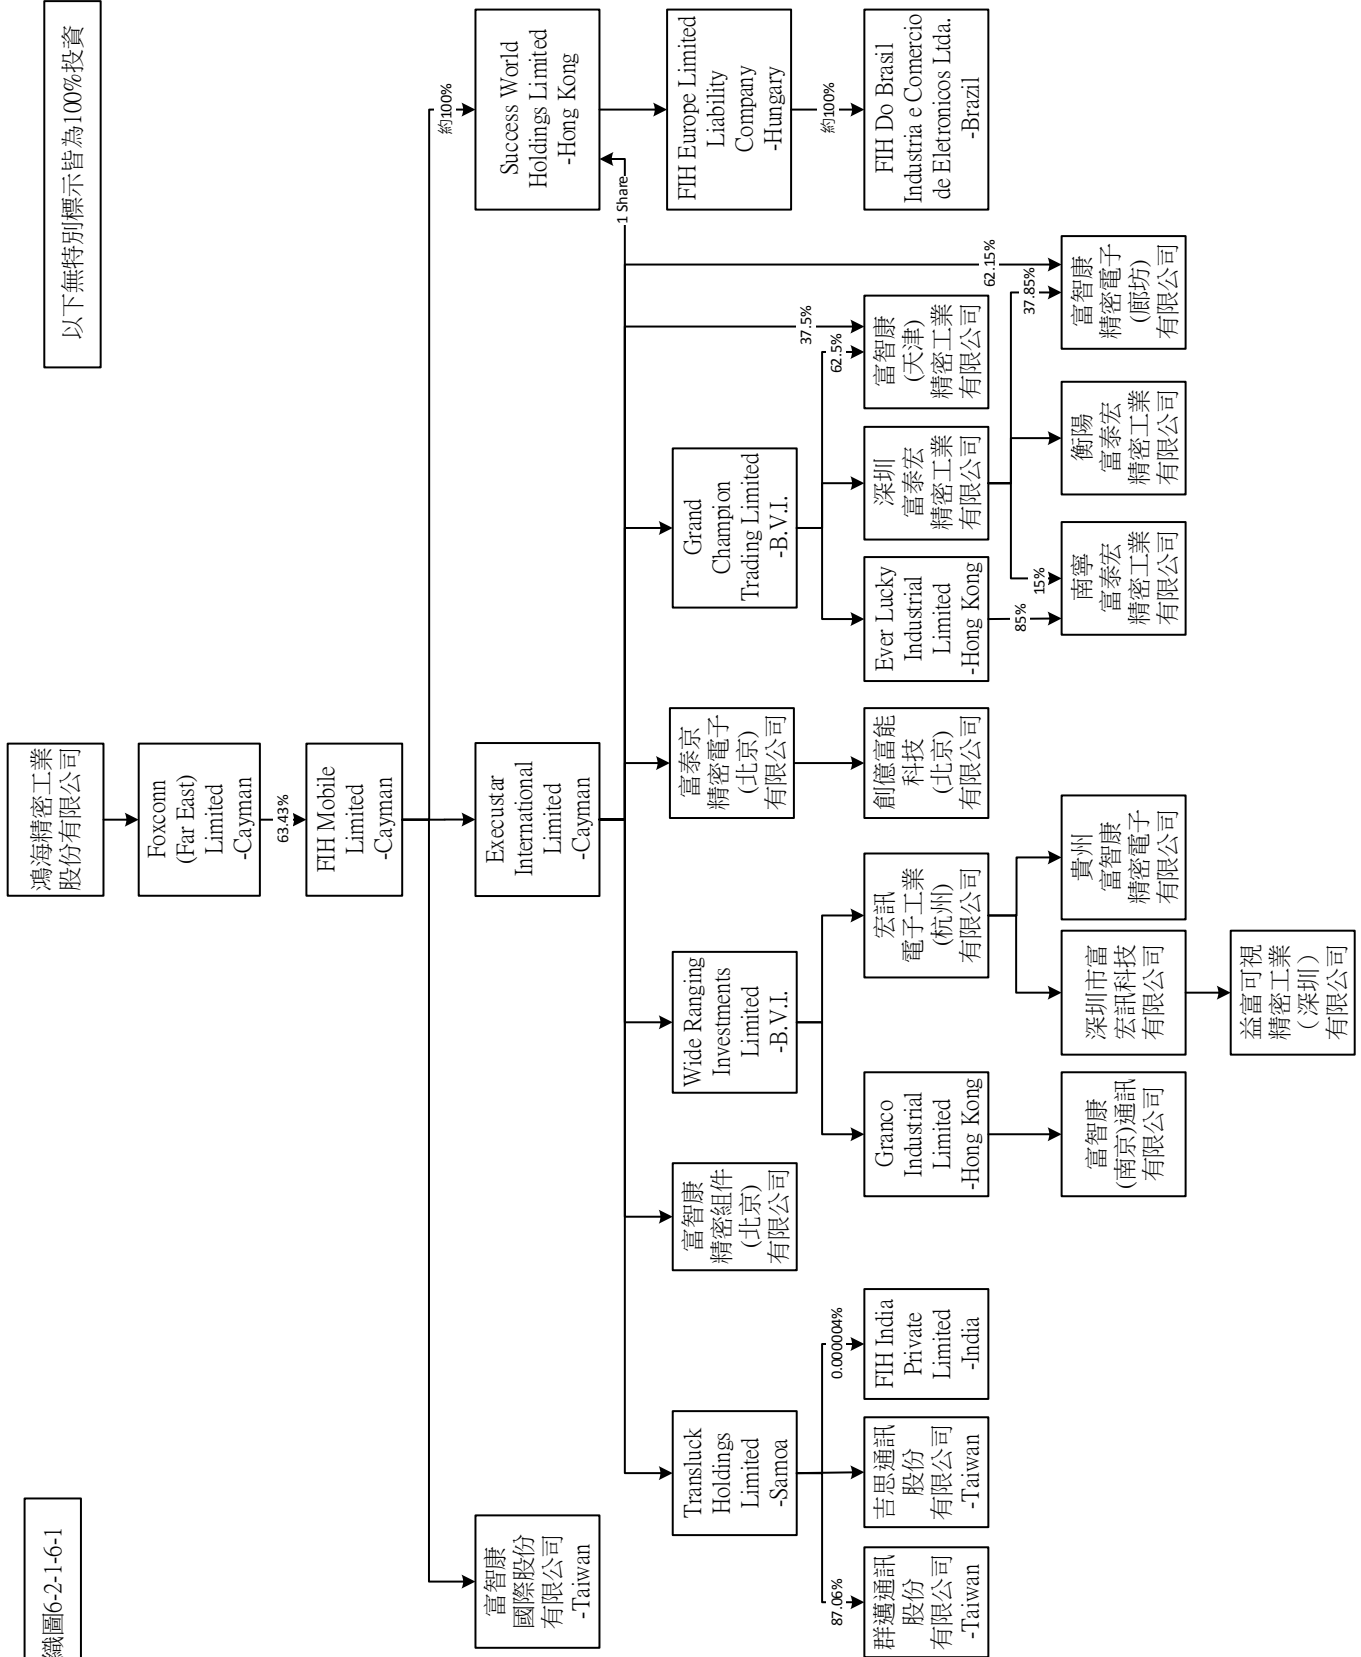 織圖6-2-1-6-1
以下無特別標示皆為100%投資
鴻海精密工業
股份有限公司
Foxconn
(Far East)
Limited
-Cayman
63.43%
FIH Mobile
Limited
-Cayman
約100%
富智康
國際股份
有限公司
-Taiwan
Execustar
International
Limited
-Cayman
Success World
Holdings Limited
-Hong Kong
1 Share
Transluck
Holdings
Limited
-Samoa
富智康
精密組件
(北京)
有限公司
Wide Ranging
Investments
Limited
-B.V.I.
富泰京
精密電子
(北京)
有限公司
Grand
Champion
Trading Limited
-B.V.I.
FIH Europe Limited
Liability
Company
-Hungary
87.06%
0.000004%
62.5%
37.5%
約100%
群邁通訊
股份
有限公司
-Taiwan
吉思通訊
股份
有限公司
-Taiwan
FIH India
Private
Limited
-India
Granco
Industrial
Limited
-Hong Kong
宏訊
電子工業
(杭州)
有限公司
創億富能
科技
(北京)
有限公司
Ever Lucky
Industrial
Limited
-Hong Kong
深圳
富泰宏
精密工業
有限公司
富智康
(天津)
精密工業
有限公司
FIH Do Brasil
Industria e Comercio
de Eletronicos Ltda.
-Brazil
85%
15%
37.85%
62.15%
富智康
(南京)通訊
有限公司
深圳市富
宏訊科技
有限公司
貴州
富智康
精密電子
有限公司
南寧
富泰宏
精密工業
有限公司
衡陽
富泰宏
精密工業
有限公司
富智康
精密電子
(廊坊)
有限公司
益富可視
精密工業
（深圳）
有限公司